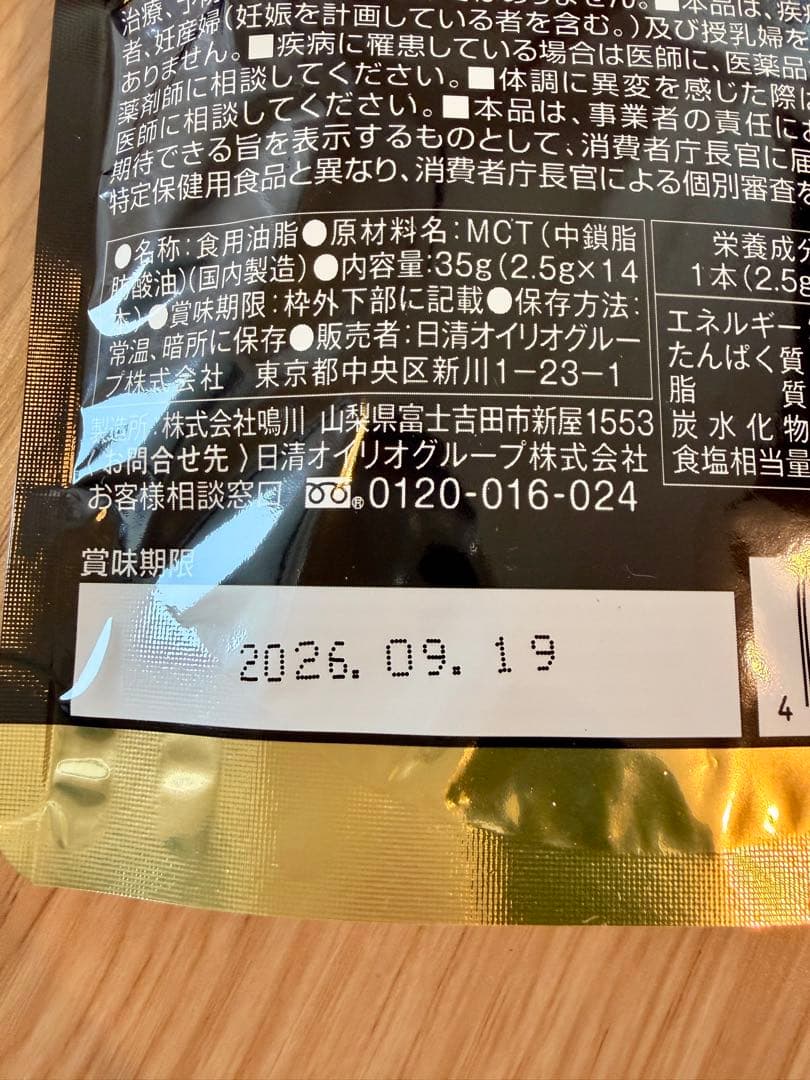 治療、予防
■本品は、疾
者、妊産婦(妊娠を計画している者を含む。)及び授乳婦を
ありません。■疾病に罹患している場合は医師に、医薬品
薬剤師に相談してください。■体調に異変を感じた際に
医師に相談してください。■本品は、事業者の責任に
期待できる旨を表示するものとして、消費者庁長官に届
特定保健用食品と異なり、消費者庁長官による個別審査を
●名称:食用油脂●原材料名:MCT(中鎖脂
肪酸油)(国内製造)●内容量:35g(2.5g×14
本)●賞味期限:枠外下部に記載●保存方法:
常温、暗所に保存●販売者:日清オイリオグルー
プ株式会社 東京都中央区新川1-23-1
製造所:株式会社鳴川 山梨県富士吉田市新屋1553
〈お問合せ先〉日清オイリオグループ株式会社
お客様相談窓口 ®0120-016-024
栄養成分
1本(2.5g
エネルギー
たんぱく質
脂質
炭水化物
食塩相当量
賞味期限
2026.09.19
4